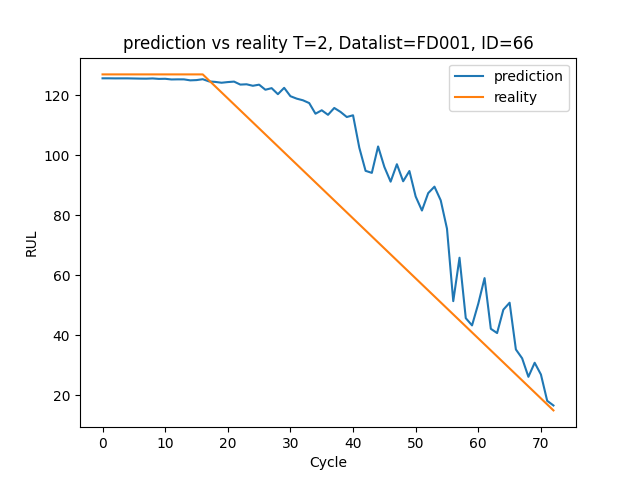 prediction vs reality T=2, Datalist=FD001, ID=66
prediction
reality
RUL
120
100
80
60
40
20
0 10 20 30 40 50 60 70
Cycle